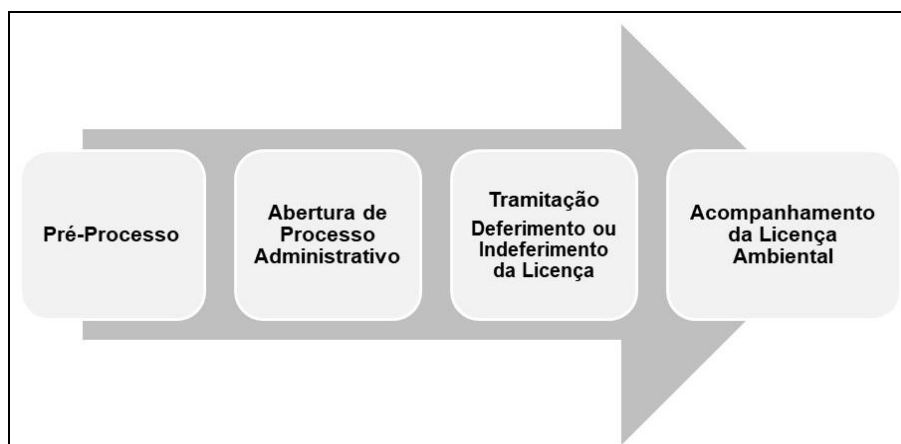 Pré-Processo
Abertura de
Processo
Administrativo
Tramitação
Deferimento ou
Indeferimento
da Licença
Acompanhamento
da Licença
Ambiental